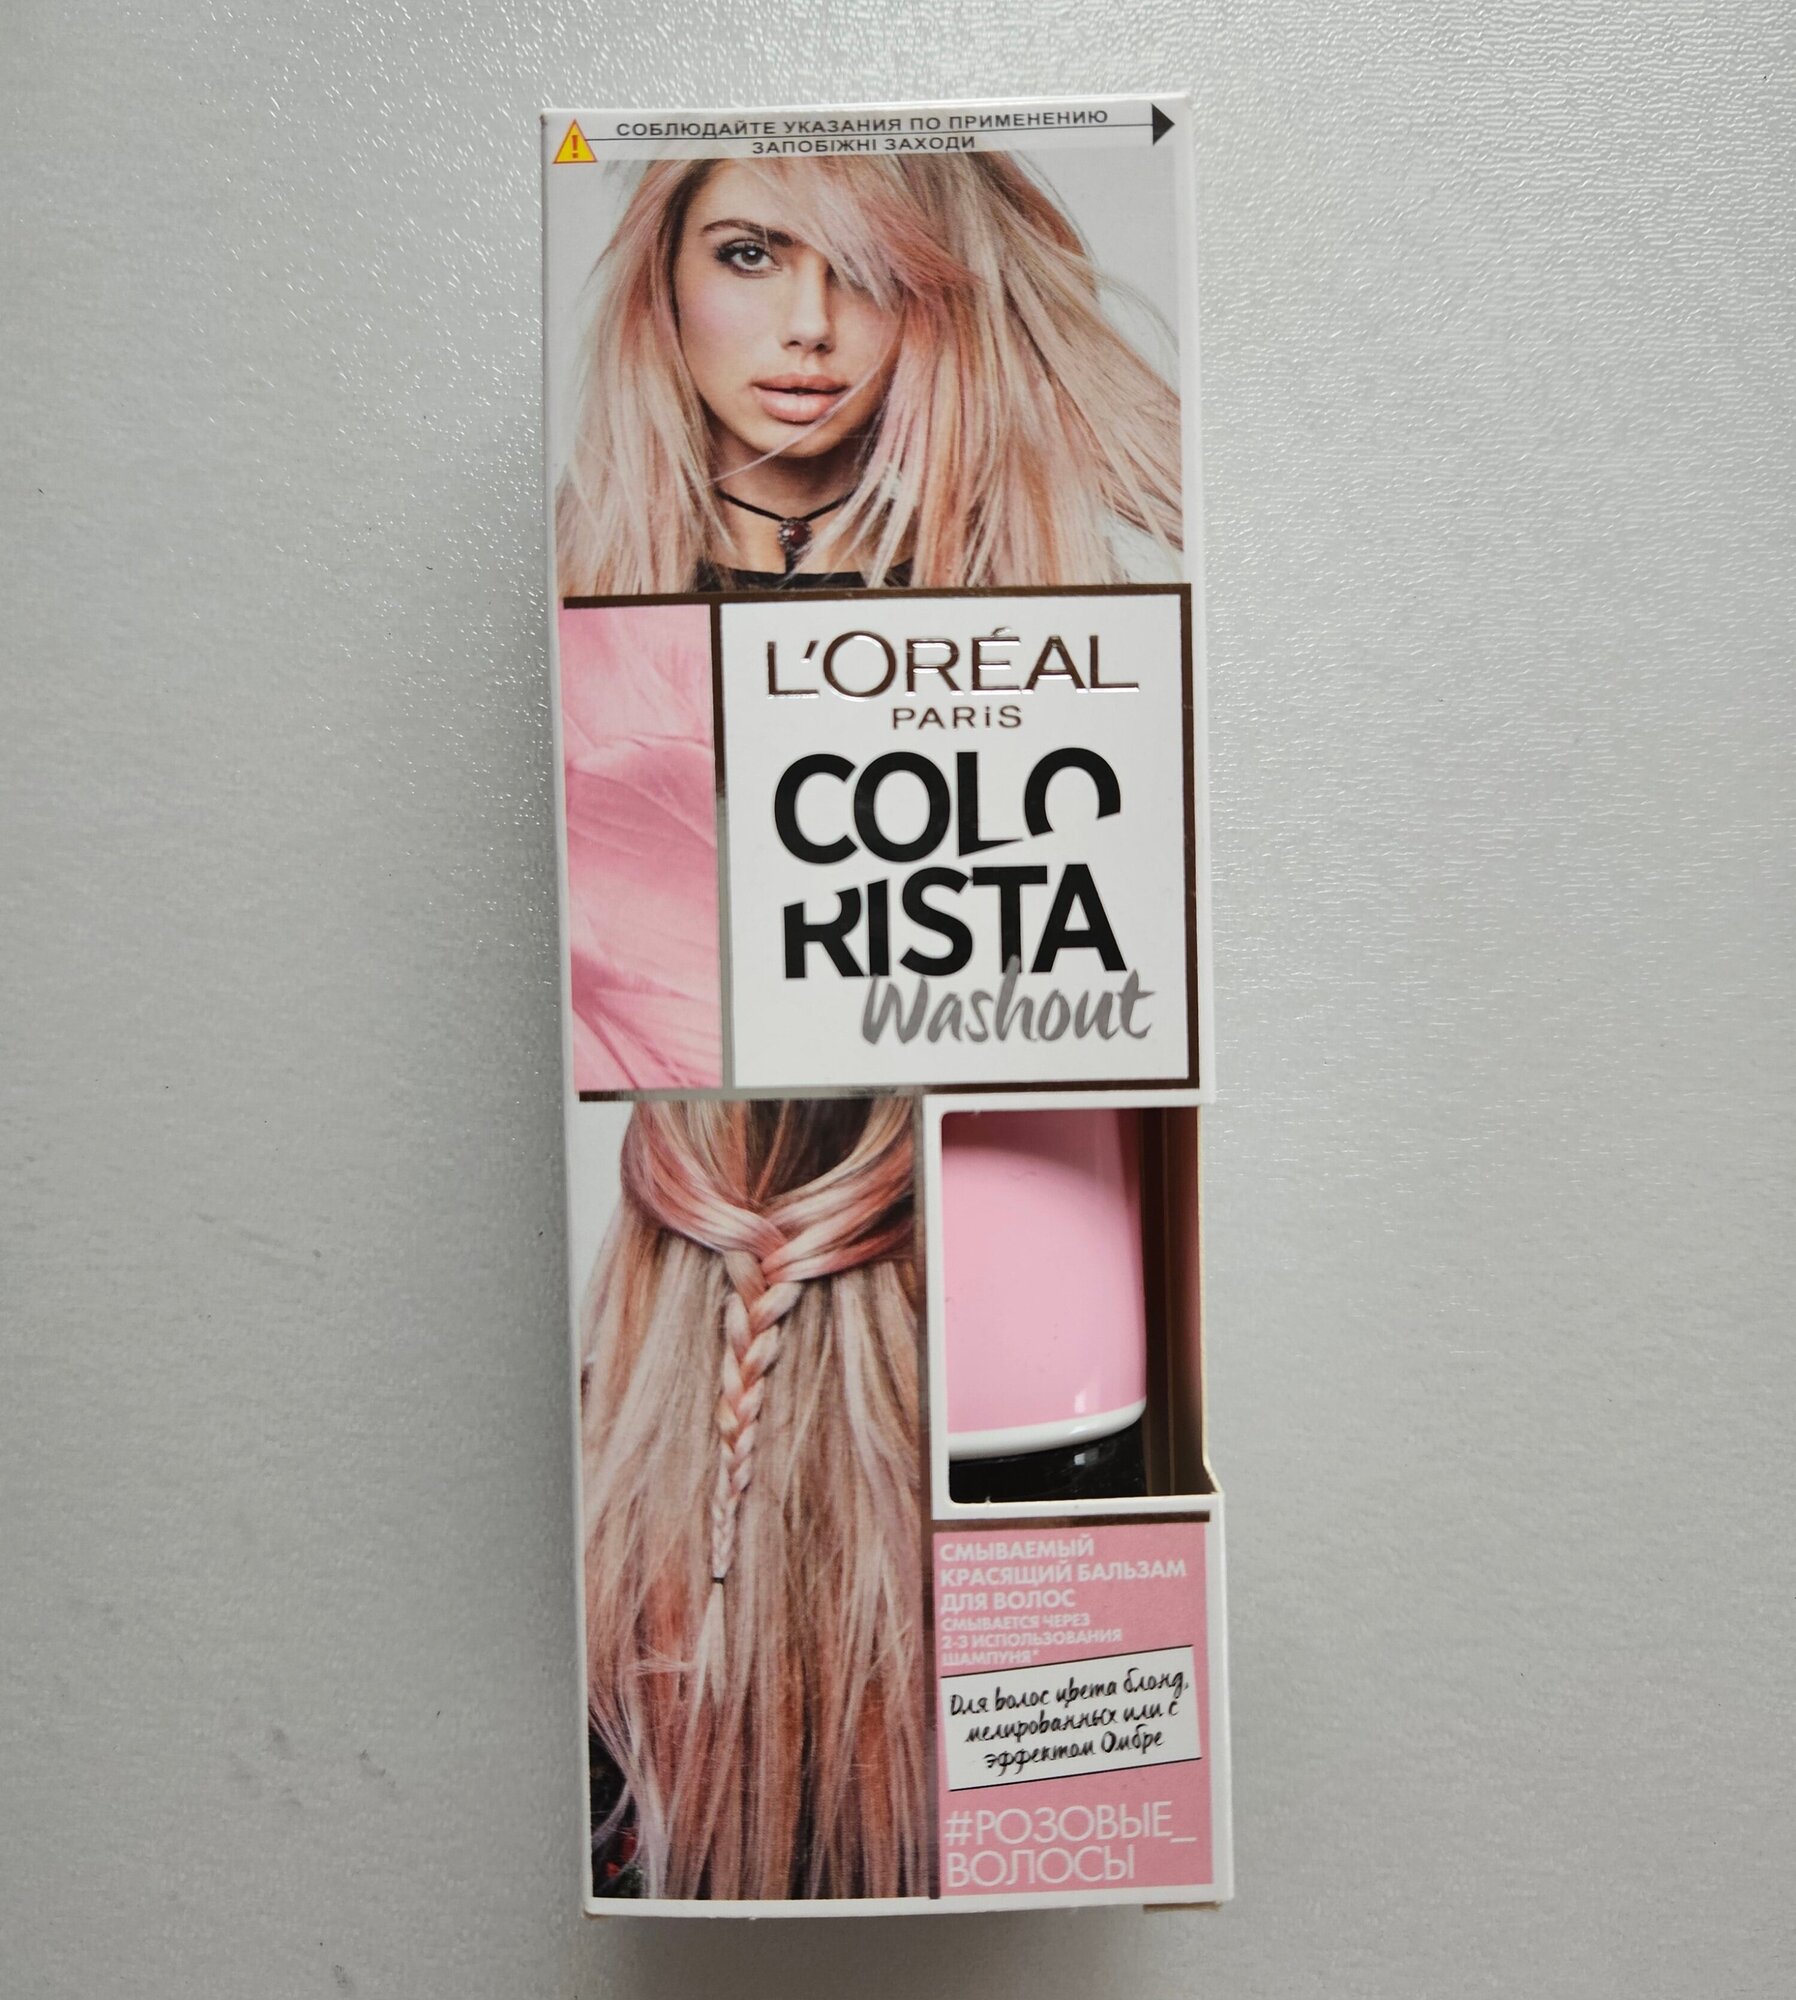 СОБЛЮДАЙТЕ УКАЗАНИЯ ПО ПРИМЕНЕНИЮ
ЗАПОБІЖНІ ЗАХОДИ
L'ORÉAL
PARiS
COLO
RISTA
Washout
СМЫВАЕМЫЙ
КРАСЯЩИЙ БАЛЬЗАМ
ДЛЯ ВОЛОС
СМЫВАЕТСЯ ЧЕРЕЗ
2-3 ИСПОЛЬЗОВАНИЯ
ШАМПУНЯ*
Для волос цвета блонд,
мелированных или с
эффектом Омбре
#РОЗОВЫЕ_
ВОЛОСЫ